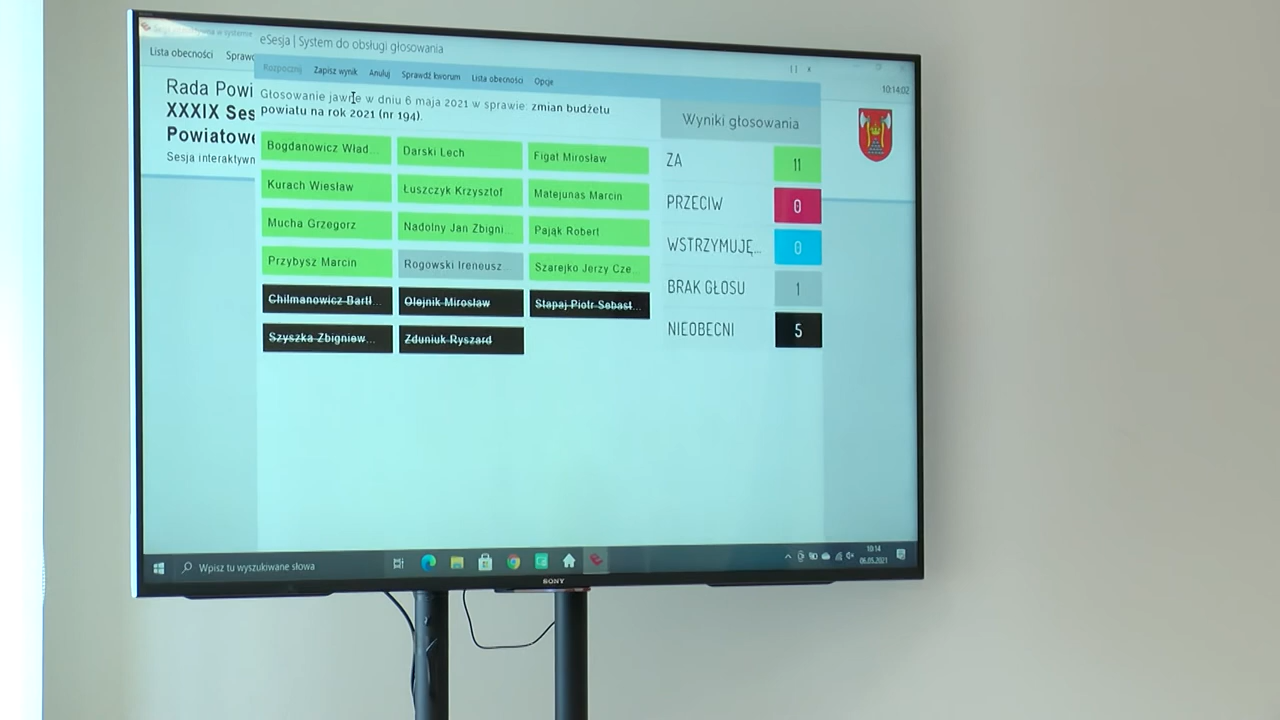 eSesja | System do obsługi głosowania
Lista obecności
Rozpocznij Zapisz wynik Anuluj Sprawdź kworum Lista obecności Opcje
10:14:02
Rada Powi
XXXIX Ses
Powiatowe
Sesja interaktywn
Głosowanie jawne w dniu 6 maja 2021 w sprawie: zmian budżetu
powiatu na rok 2021 (nr 194).
Wyniki głosowania
Bogdanowicz Wład... Darski Lech Figat Mirosław
Kurach Wiesław Łuszczyk Krzysztof Matejunas Marcin
Mucha Grzegorz Nadolny Jan Zbigni... Pająk Robert
Przybysz Marcin Rogowski Ireneusz... Szarejko Jerzy Cze...
Chilmanowicz Bartł... Olejnik Mirosław Stapaj Piotr Sebast...
Szyszka Zbigniew... Zduniuk Ryszard
ZA 11
PRZECIW 0
WSTRZYMUJĘ... 0
BRAK GŁOSU 1
NIEOBECNI 5
Wpisz tu wyszukiwane słowa
10:14
06.05.2021
SONY